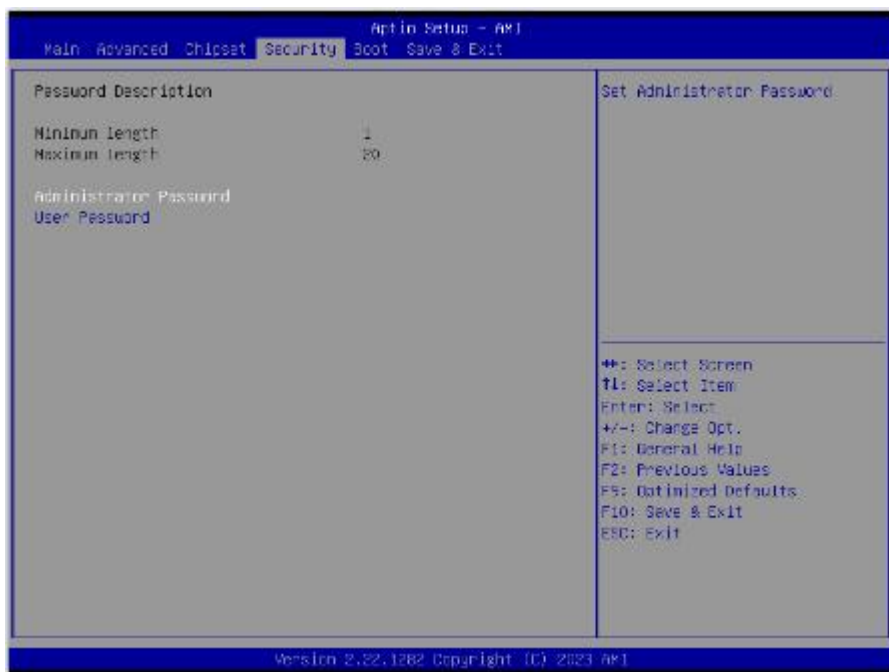 Aptio Setup - AMI
Main Advanced Chipset Security Boot Save & Exit
Password Description
Minimum length 1
Maximum length 20
Administrator Password
User Password
Set Administrator Password
→←: Select Screen
↑↓: Select Item
Enter: Select
+/-: Change Opt.
F1: General Help
F2: Previous Values
F9: Optimized Defaults
F10: Save & Exit
ESC: Exit
Version 2.22.1282 Copyright (C) 2023 AMI